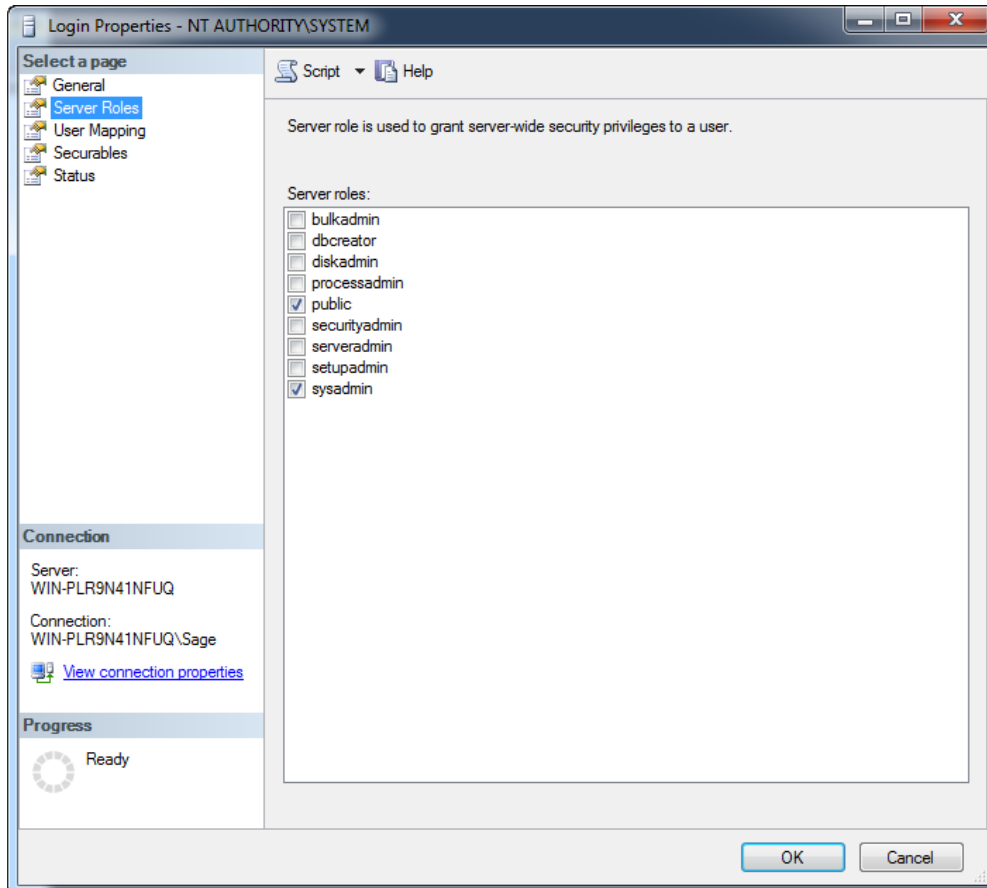 Login Properties - NT AUTHORITY\SYSTEM
Select a page
General
Server Roles
User Mapping
Securables
Status
Script
Help
Server role is used to grant server-wide security privileges to a user.
Server roles:
bulkadmin
dbcreator
diskadmin
processadmin
public
securityadmin
serveradmin
setupadmin
sysadmin
Connection
Server:
WIN-PLR9N41NFUQ
Connection:
WIN-PLR9N41NFUQ\Sage
View connection properties
Progress
Ready
OK
Cancel